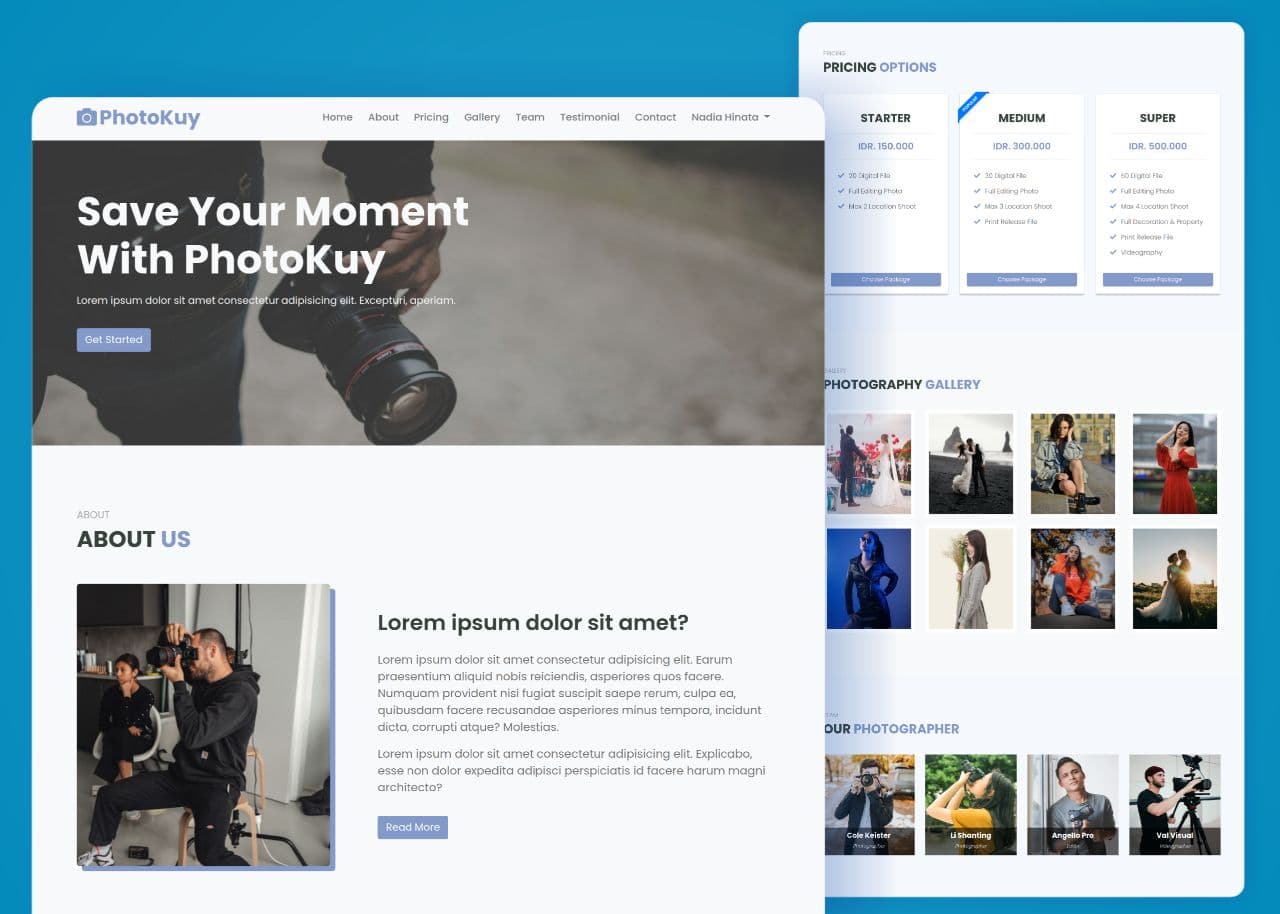 PhotoKuy
Home About Pricing Gallery Team Testimonial Contact Nadia Hinata
Save Your Moment
With PhotoKuy
Lorem ipsum dolor sit amet consectetur adipisicing elit. Excepturi, aperiam.
Get Started
ABOUT
ABOUT US
Lorem ipsum dolor sit amet?
Lorem ipsum dolor sit amet consectetur adipisicing elit. Earum
praesentium aliquid nobis reiciendis, asperiores quos facere.
Numquam provident nisi fugiat suscipit saepe rerum, culpa ea,
quibusdam facere recusandae asperiores minus tempora, incidunt
dicta, corrupti atque? Molestias.
Lorem ipsum dolor sit amet consectetur adipisicing elit. Explicabo,
esse non dolor expedita adipisci perspiciatis id facere harum magni
architecto?
Read More
PRICING
PRICING OPTIONS
STARTER
IDR. 150.000
20 Digital File
Full Editing Photo
Max 2 Location Shoot
Choose Package
POPULAR
MEDIUM
IDR. 300.000
30 Digital File
Full Editing Photo
Max 3 Location Shoot
Print Release File
Choose Package
SUPER
IDR. 500.000
50 Digital File
Full Editing Photo
Max 4 Location Shoot
Full Decoration & Property
Print Release File
Videography
Choose Package
GALLERY
PHOTOGRAPHY GALLERY
OUR PHOTOGRAPHER
Cole Keister
Photographer
Li Shanting
Photographer
Angello Pro
Editor
Val Visual
Videographer